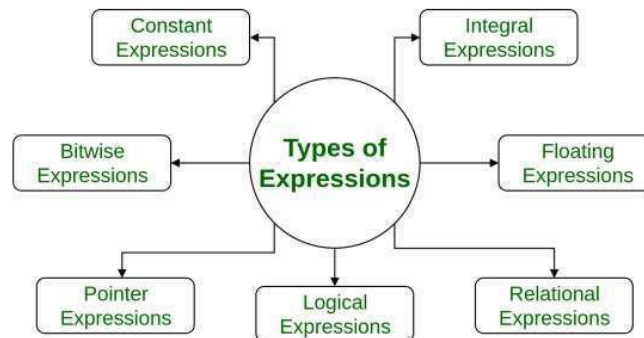 Constant
Expressions
Integral
Expressions
Bitwise
Expressions
Types of
Expressions
Floating
Expressions
Pointer
Expressions
Logical
Expressions
Relational
Expressions